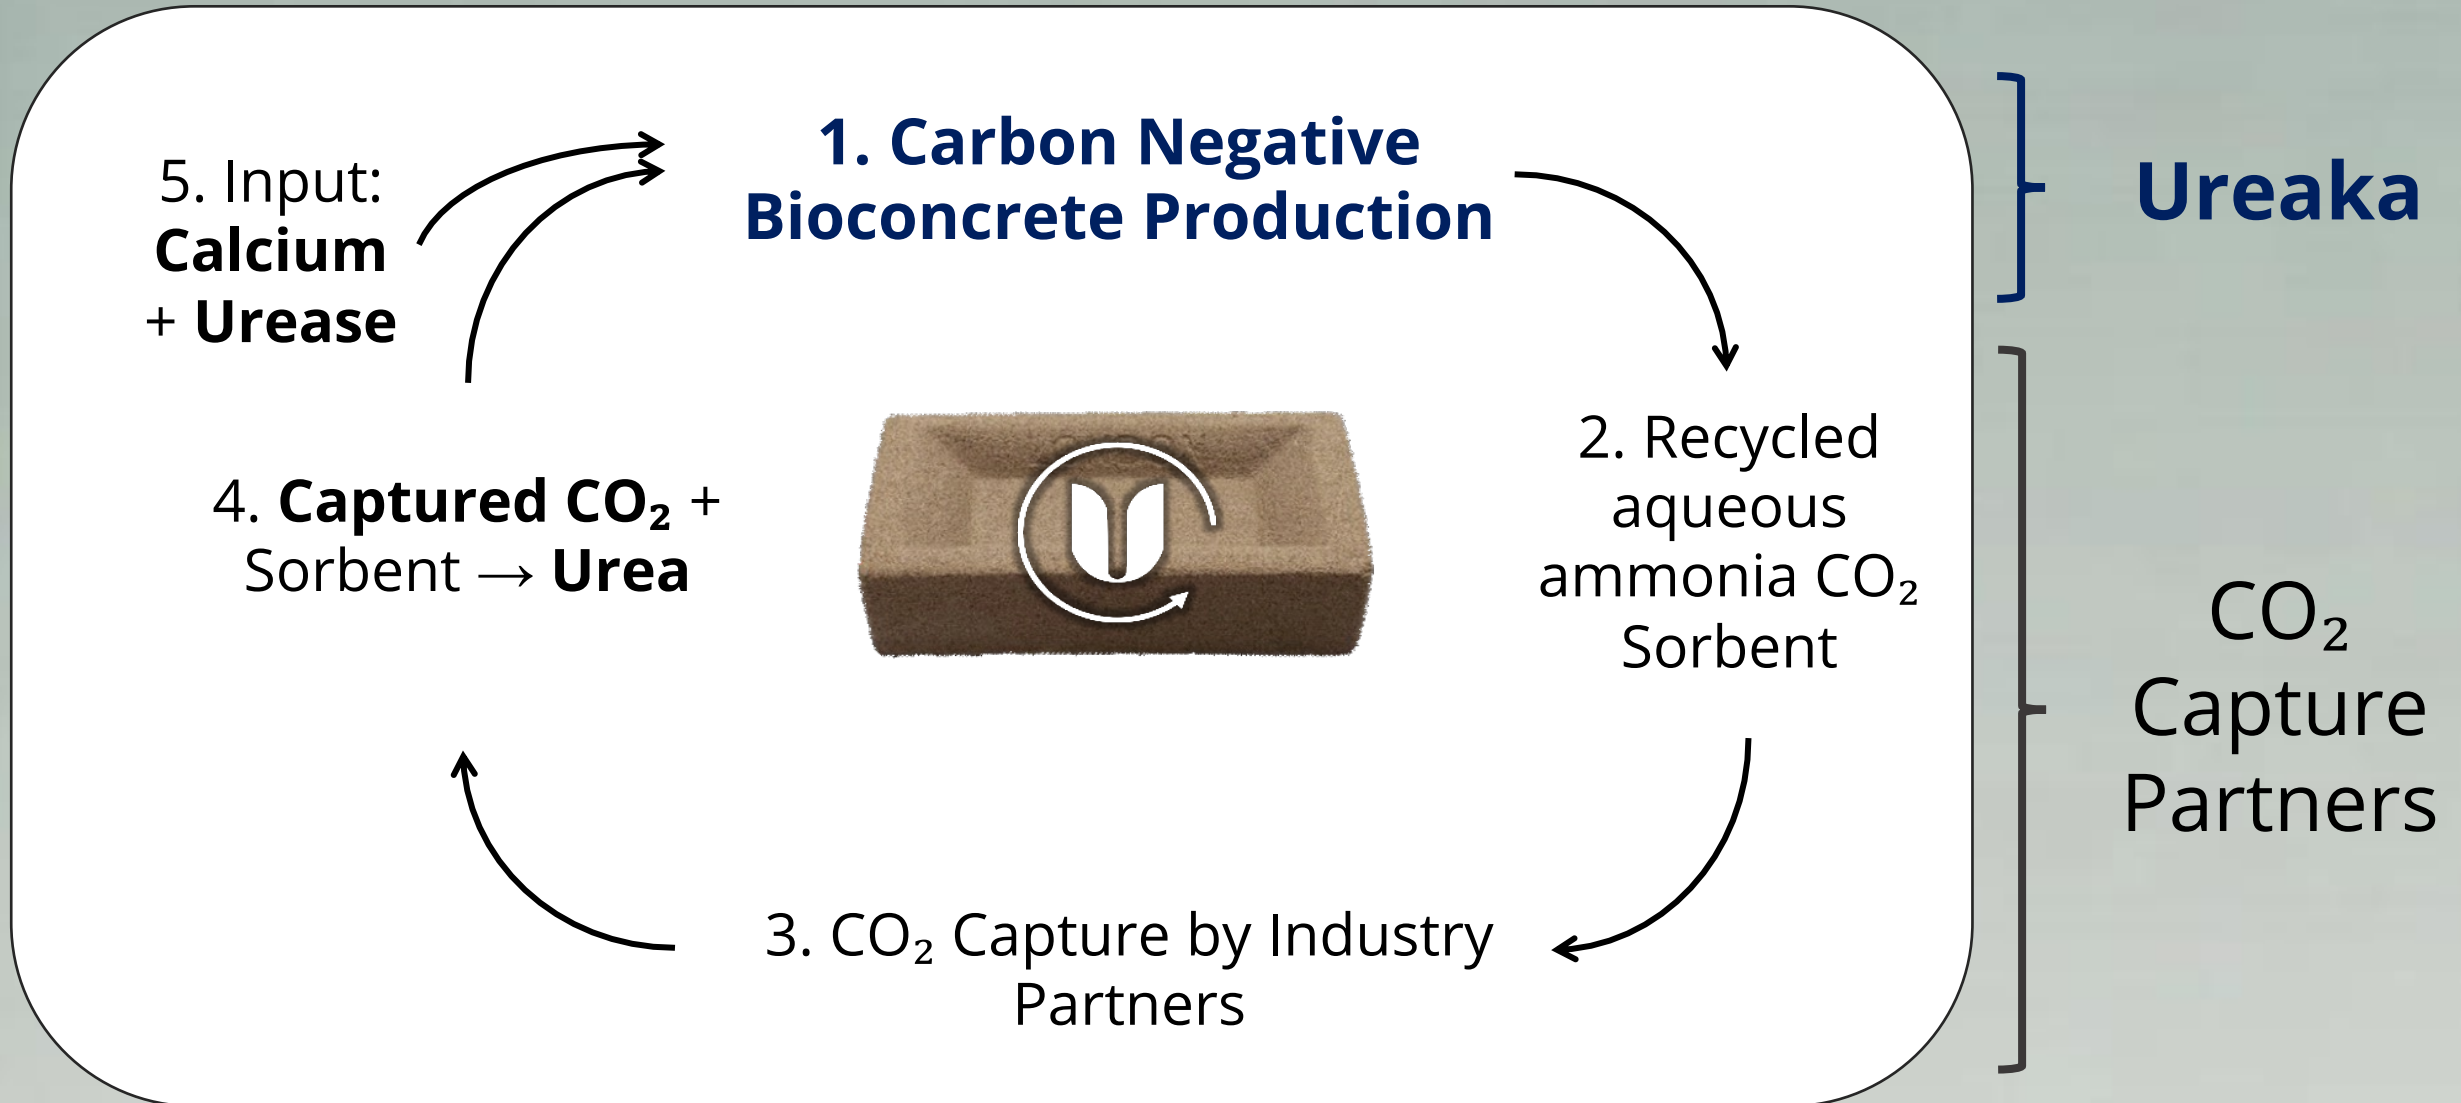 1. Carbon Negative
Bioconcrete Production
2. Recycled
aqueous
ammonia CO₂
Sorbent
3. CO₂ Capture by Industry
Partners
4. Captured CO₂ +
Sorbent → Urea
5. Input:
Calcium
+ Urease
Ureaka
CO₂
Capture
Partners